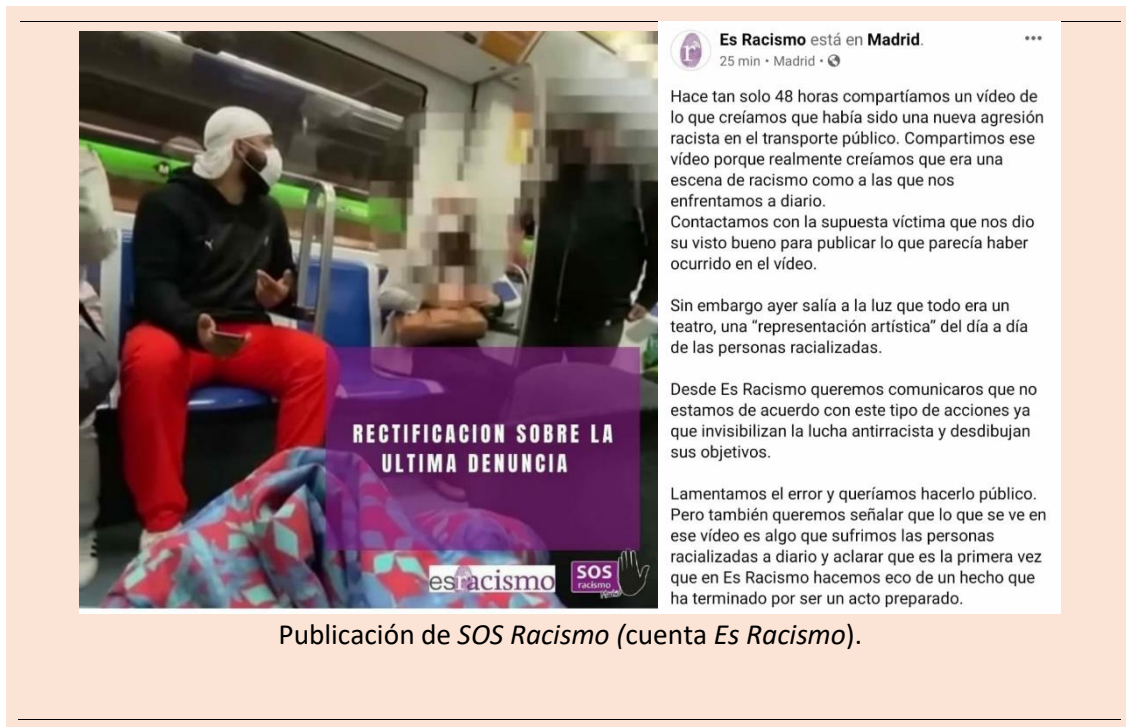 RECTIFICACION SOBRE LA
ULTIMA DENUNCIA
esracismo
SOS
racismo
Es Racismo está en Madrid.
25 min • Madrid •
Hace tan solo 48 horas compartíamos un vídeo de
lo que creíamos que había sido una nueva agresión
racista en el transporte público. Compartimos ese
vídeo porque realmente creíamos que era una
escena de racismo como a las que nos
enfrentamos a diario.
Contactamos con la supuesta víctima que nos dio
su visto bueno para publicar lo que parecía haber
ocurrido en el vídeo.
Sin embargo ayer salía a la luz que todo era un
teatro, una “representación artística” del día a día
de las personas racializadas.
Desde Es Racismo queremos comunicaros que no
estamos de acuerdo con este tipo de acciones ya
que invisibilizan la lucha antirracista y desdibujan
sus objetivos.
Lamentamos el error y queríamos hacerlo público.
Pero también queremos señalar que lo que se ve en
ese vídeo es algo que sufrimos las personas
racializadas a diario y aclarar que es la primera vez
que en Es Racismo hacemos eco de un hecho que
ha terminado por ser un acto preparado.
Publicación de SOS Racismo (cuenta Es Racismo).